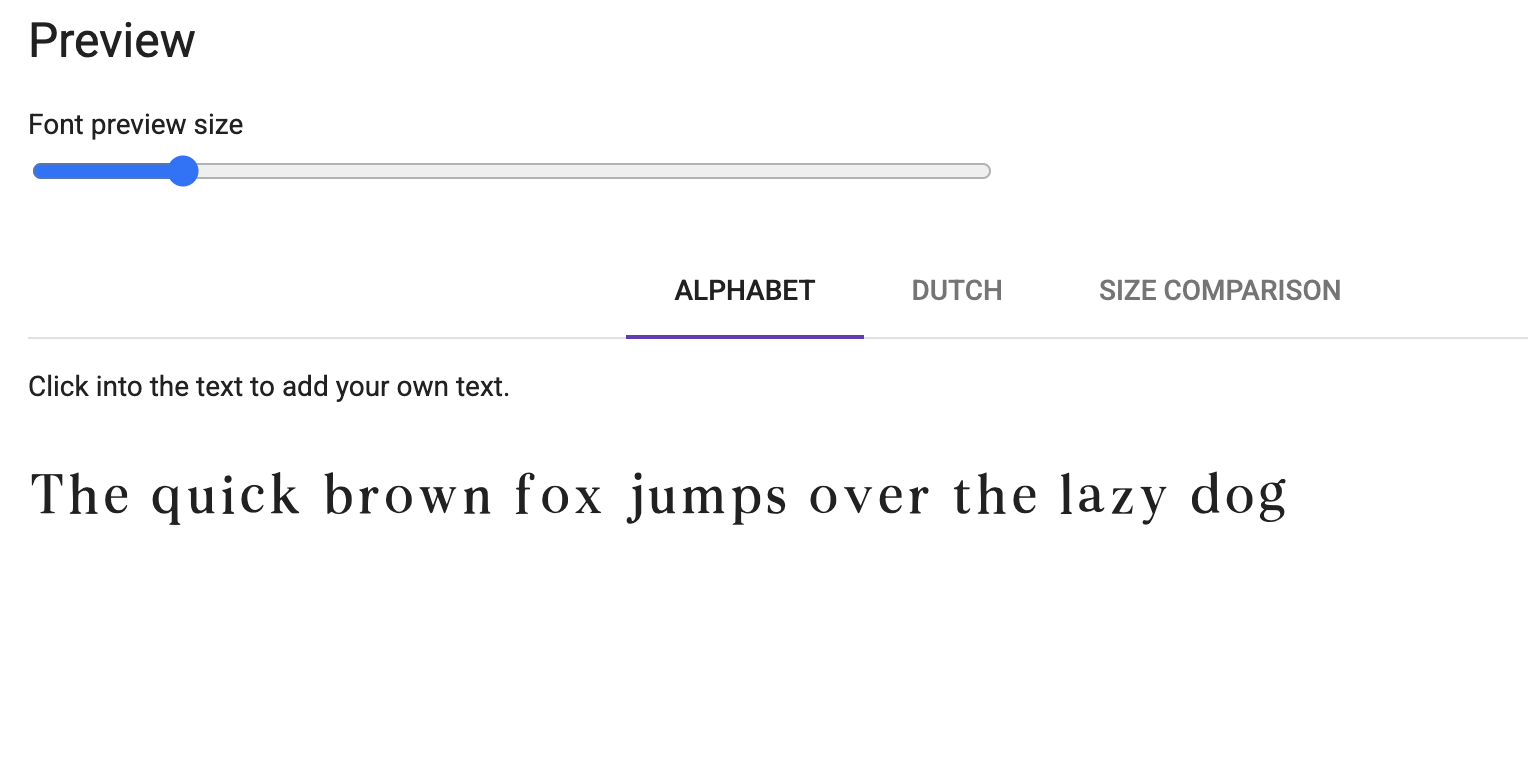 Preview
Font preview size
ALPHABET DUTCH SIZE COMPARISON
Click into the text to add your own text.
The quick brown fox jumps over the lazy dog